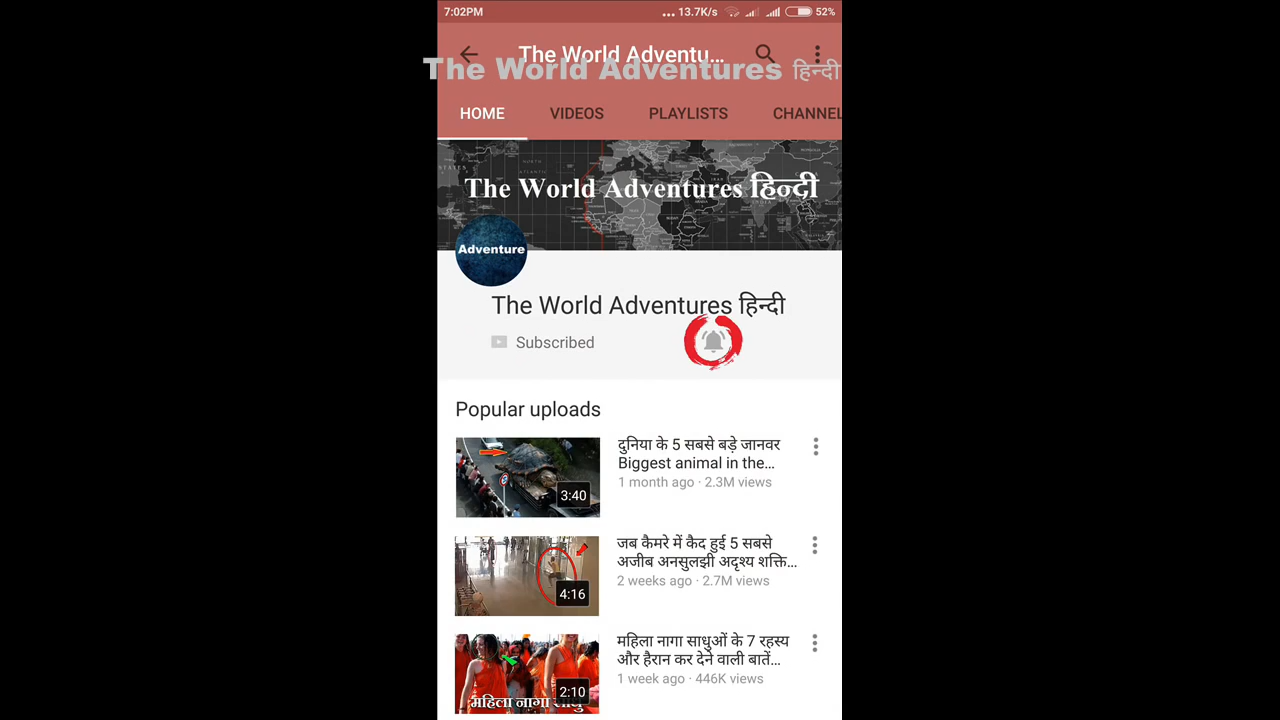 7:02PM
... 13.7K/s 52%
The World Adventu...
The World Adventures हिन्दी
HOME VIDEOS PLAYLISTS CHANNEL
The World Adventures हिन्दी
Adventure
The World Adventures हिन्दी
Subscribed
Popular uploads
दुनिया के 5 सबसे बड़े जानवर
Biggest animal in the...
1 month ago · 2.3M views
3:40
जब कैमरे में कैद हुई 5 सबसे
अजीब अनसुलझी अदृश्य शक्ति...
2 weeks ago · 2.7M views
4:16
महिला नागा साधुओं के 7 रहस्य
और हैरान कर देने वाली बातें...
1 week ago · 446K views
2:10
महिला नागा साधु